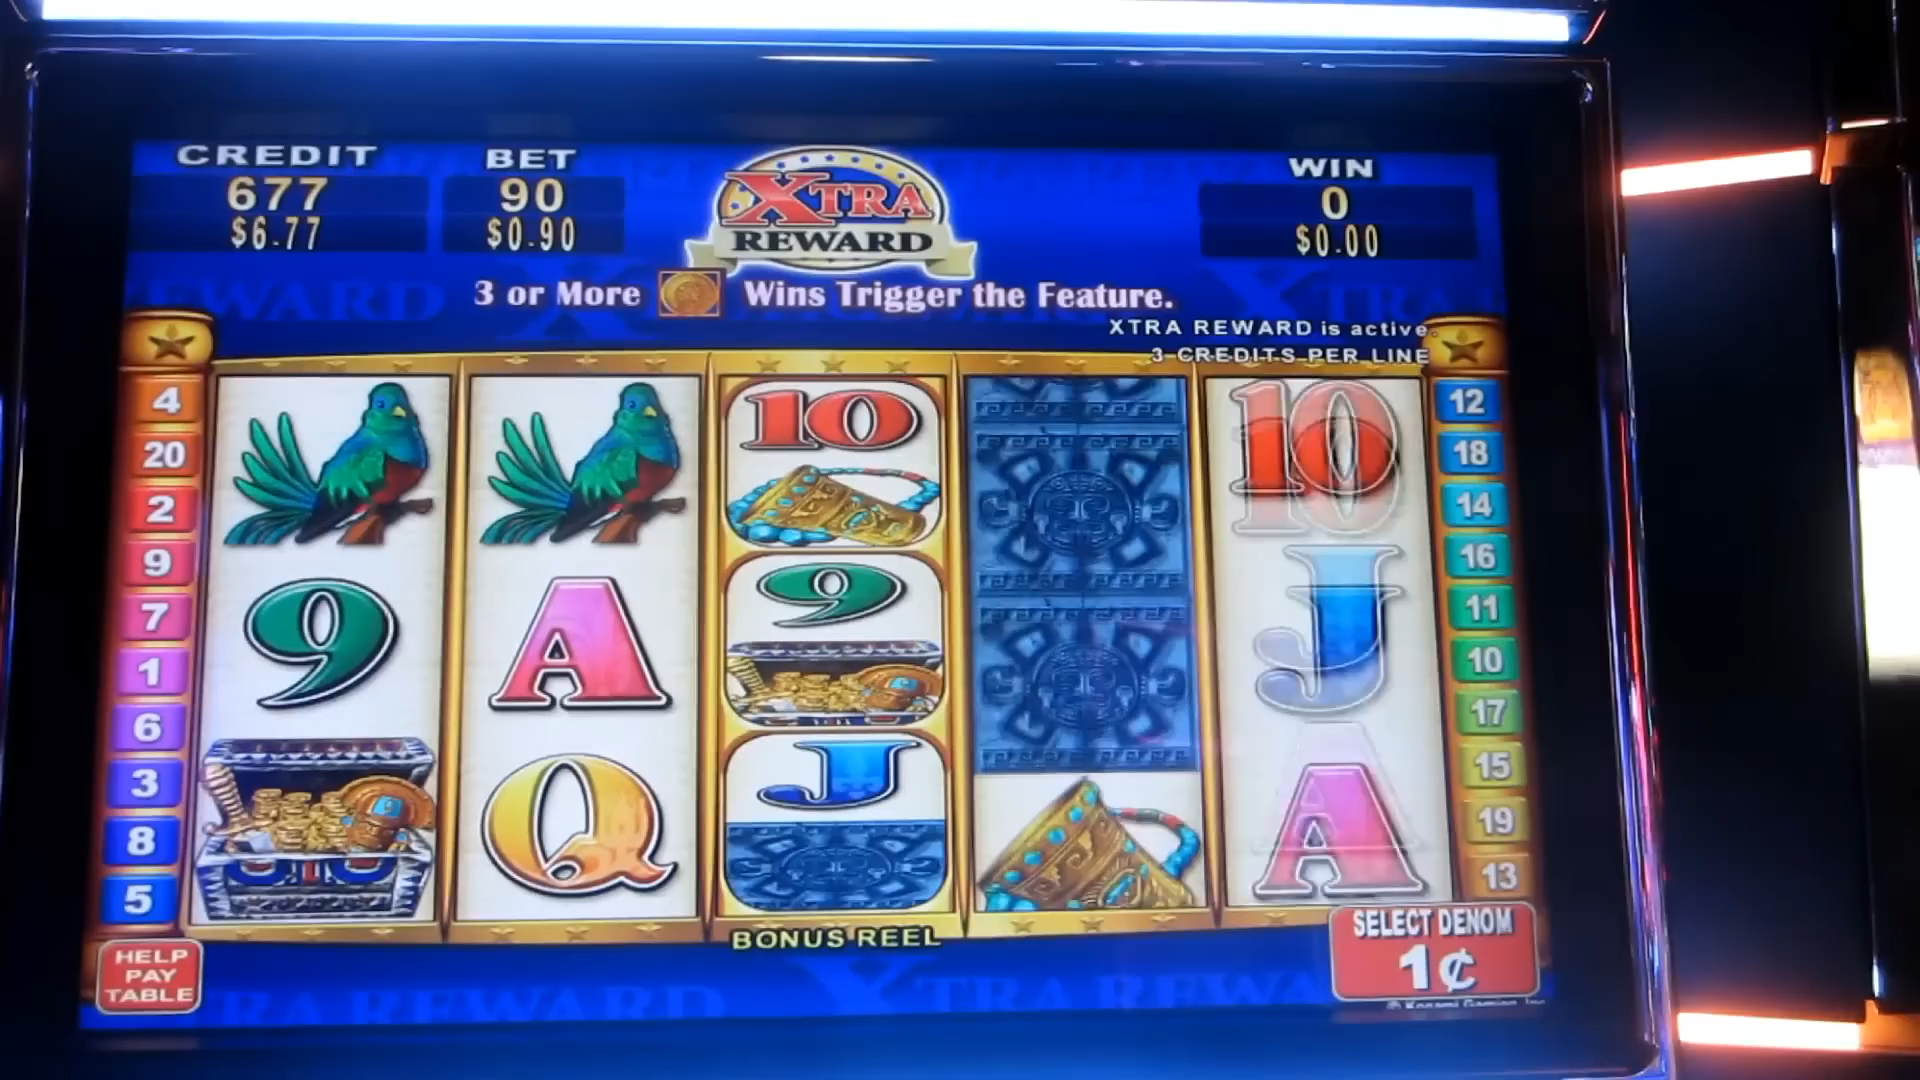 CREDIT
677
$6.77
BET
90
$0.90
XTRA
REWARD
WIN
0
$0.00
3 or More Wins Trigger the Feature.
XTRA REWARD is active.
3 CREDITS PER LINE
4
20
2
9
7
1
6
3
8
5
9
A
Q
10
9
J
10
J
A
12
18
14
16
11
10
17
15
19
13
BONUS REEL
HELP
PAY
TABLE
SELECT DENOM
1¢
XTRA REWARD